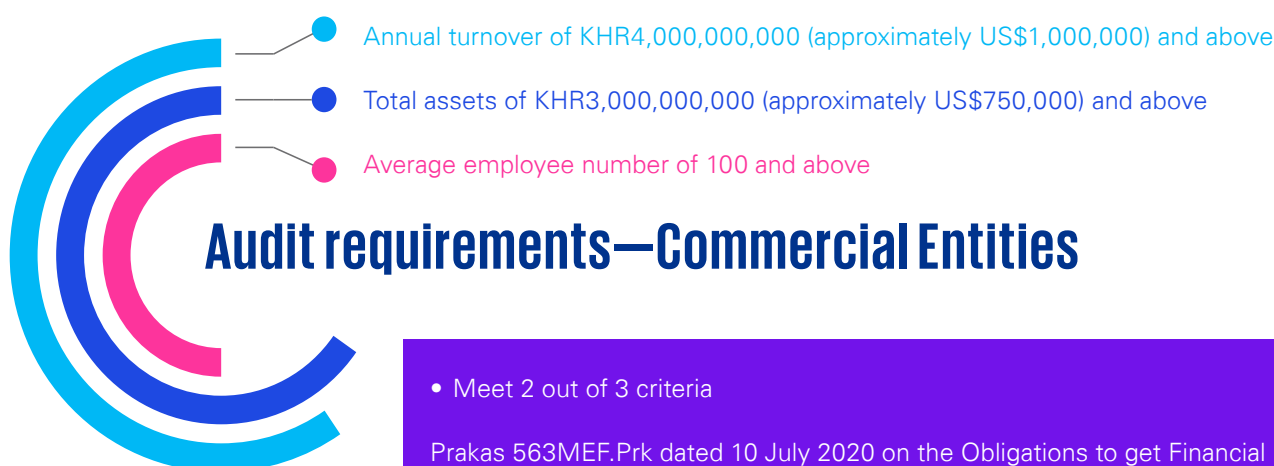 Annual turnover of KHR4,000,000,000 (approximately US$1,000,000) and above
Total assets of KHR3,000,000,000 (approximately US$750,000) and above
Average employee number of 100 and above
Audit requirements—Commercial Entities
• Meet 2 out of 3 criteria
Prakas 563MEF.Prk dated 10 July 2020 on the Obligations to get Financial